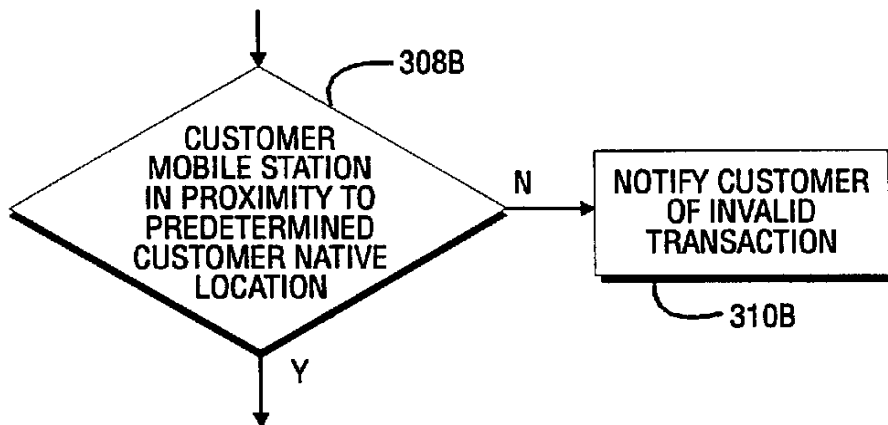 308B
CUSTOMER
MOBILE STATION
IN PROXIMITY TO
PREDETERMINED
CUSTOMER NATIVE
LOCATION
N
NOTIFY CUSTOMER
OF INVALID
TRANSACTION
310B
Y